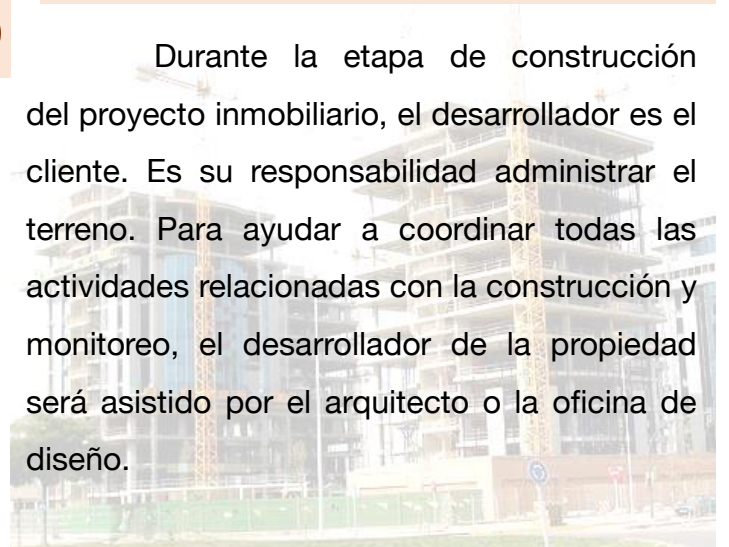 Durante la etapa de construcción
del proyecto inmobiliario, el desarrollador es el
cliente. Es su responsabilidad administrar el
terreno. Para ayudar a coordinar todas las
actividades relacionadas con la construcción y
monitoreo, el desarrollador de la propiedad
será asistido por el arquitecto o la oficina de
diseño.